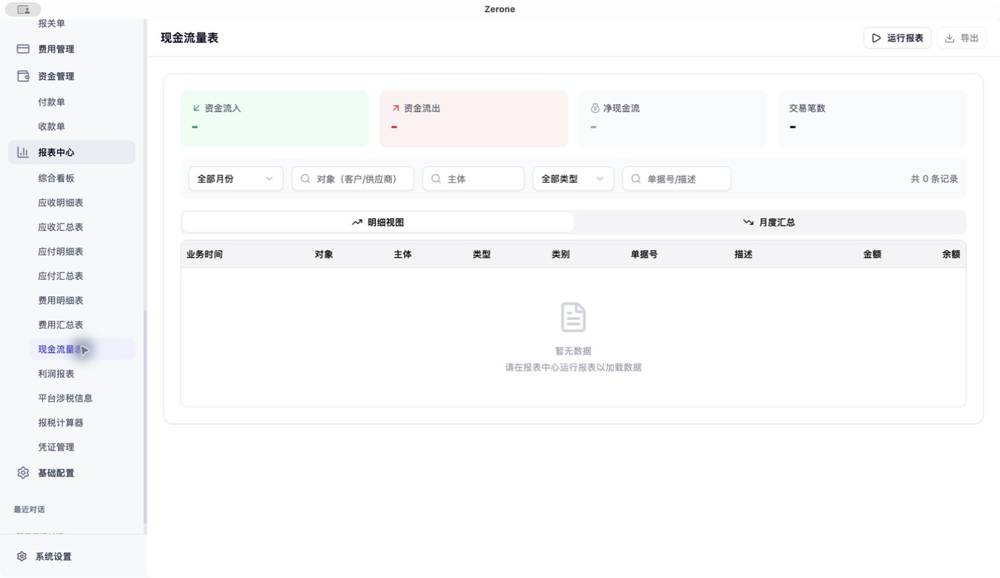 Zerone
报关单
费用管理
资金管理
付款单
收款单
报表中心
综合看板
应收明细表
应收汇总表
应付明细表
应付汇总表
费用明细表
费用汇总表
现金流量表
利润报表
平台涉税信息
报税计算器
凭证管理
基础配置
最近对话
系统设置
现金流量表
运行报表 导出
资金流入 资金流出 净现金流 交易笔数
- - - -
全部月份 对象（客户/供应商） 主体 全部类型 单据号/描述 共 0 条记录
明细视图 月度汇总
业务时间 对象 主体 类型 类别 单据号 描述 金额 余额
暂无数据
请在报表中心运行报表以加载数据